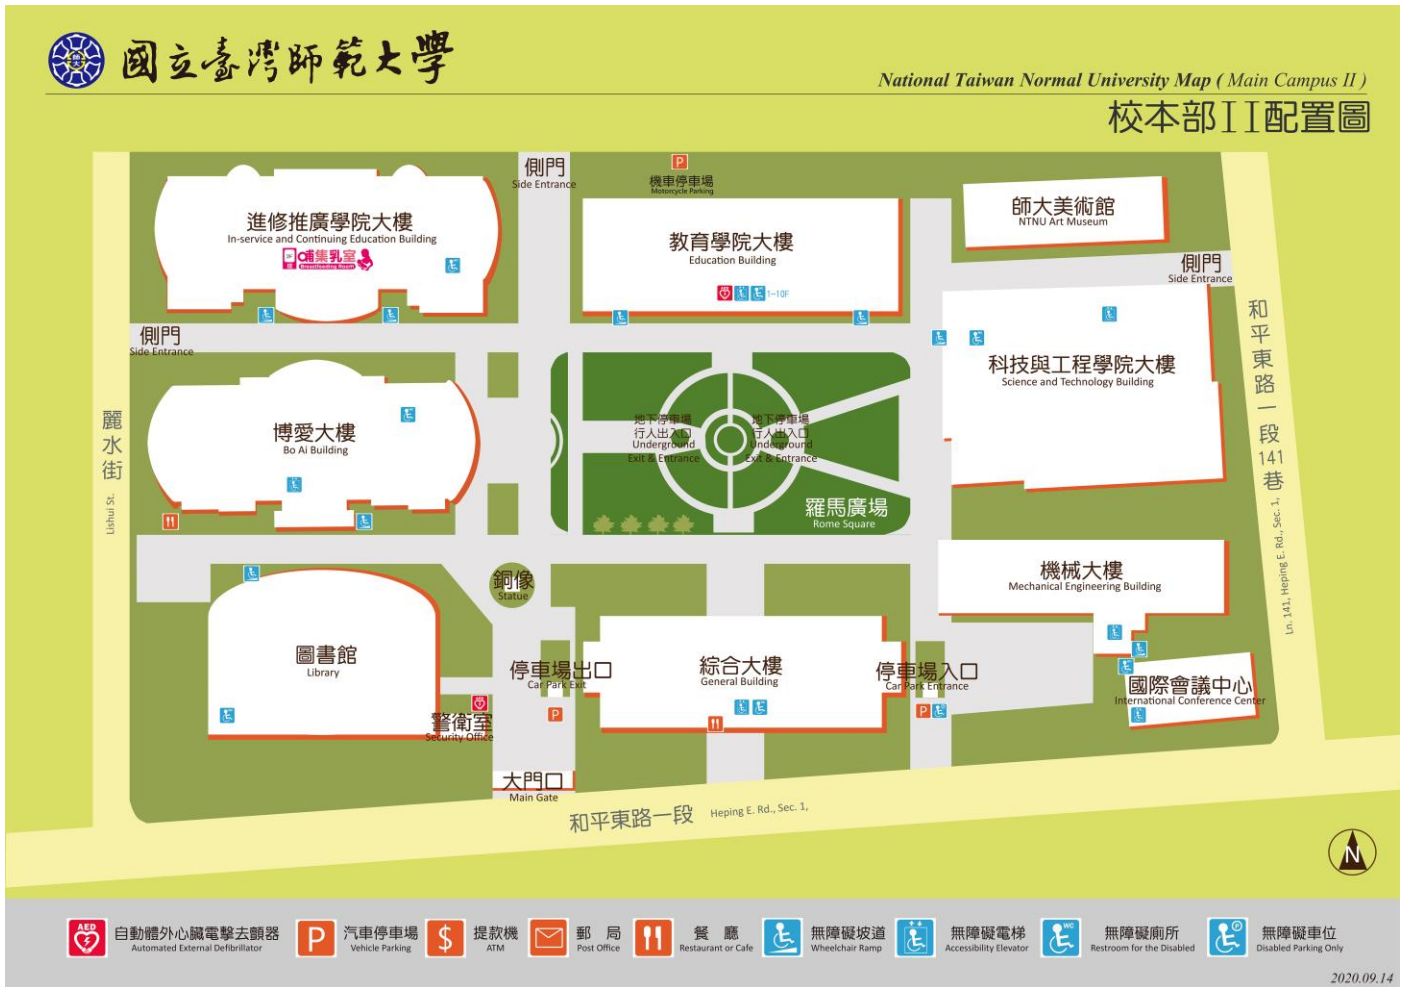 國立臺灣師範大學
National Taiwan Normal University Map ( Main Campus II )
校本部II配置圖
側門
Side Entrance
P
機車停車場
Motorcycle Parking
進修推廣學院大樓
In-service and Continuing Education Building
哺集乳室
Breastfeeding Room
教育學院大樓
Education Building
1-10F
師大美術館
NTNU Art Museum
側門
Side Entrance
側門
Side Entrance
科技與工程學院大樓
Science and Technology Building
和平東路一段141巷
Ln. 141, Heping E. Rd., Sec. 1,
麗水街
Lishui St.
博愛大樓
Bo Ai Building
地下停車場
行人出入口
Underground
Exit & Entrance
地下停車場
行人出入口
Underground
Exit & Entrance
羅馬廣場
Rome Square
銅像
Statue
機械大樓
Mechanical Engineering Building
圖書館
Library
停車場出口
Car Park Exit
P
綜合大樓
General Building
停車場入口
Car Park Entrance
P
國際會議中心
International Conference Center
警衛室
Security Office
大門口
Main Gate
和平東路一段 Heping E. Rd., Sec. 1,
N
AED
自動體外心臟電擊去顫器
Automated External Defibrillator
P
汽車停車場
Vehicle Parking
$
提款機
ATM
郵局
Post Office
餐廳
Restaurant or Cafe
無障礙坡道
Wheelchair Ramp
無障礙電梯
Accessibility Elevator
WC
無障礙廁所
Restroom for the Disabled
P
無障礙車位
Disabled Parking Only
2020.09.14